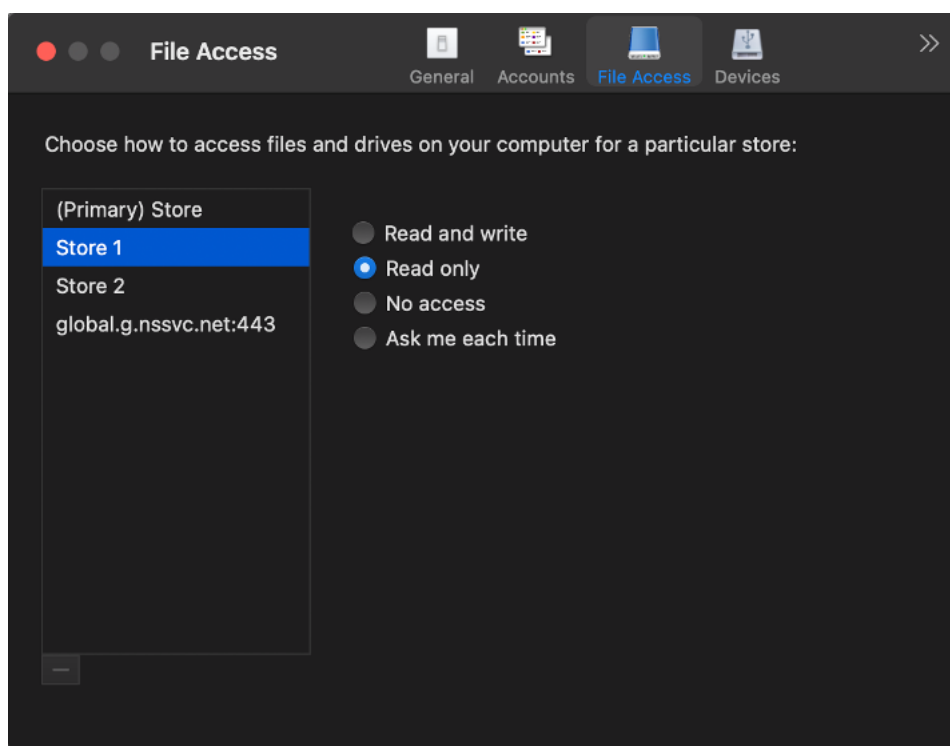 File Access
General Accounts File Access Devices
Choose how to access files and drives on your computer for a particular store:
(Primary) Store
Store 1
Store 2
global.g.nssvc.net:443
Read and write
Read only
No access
Ask me each time